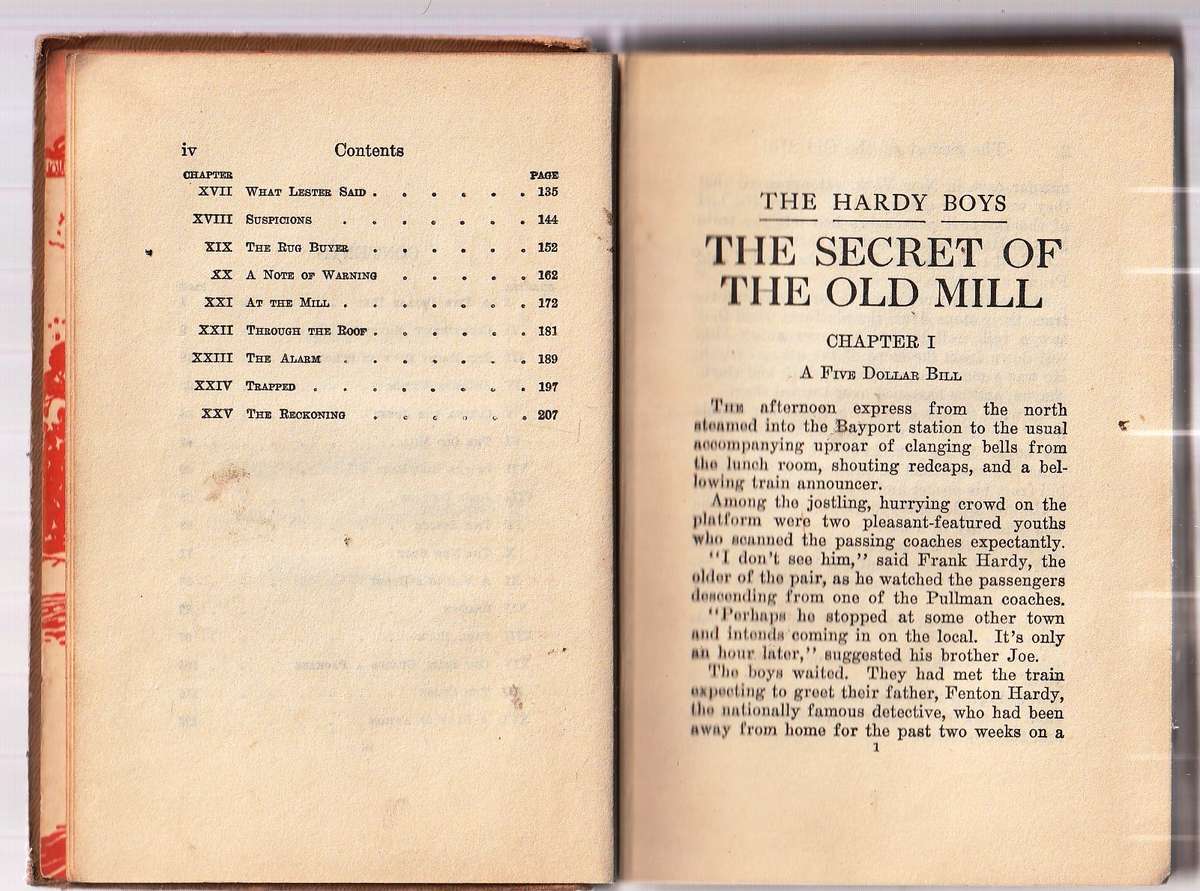 iv Contents
CHAPTER PAGE
XVII What Lester Said . . . . . . . 135
XVIII Suspicions . . . . . . . 144
XIX The Rug Buyer . . . . . . 152
XX A Note of Warning . . . . . 162
XXI At the Mill . . . . . . . 172
XXII Through the Roof . . . . . . 181
XXIII The Alarm . . . . . . 189
XXIV Trapped . . . . . . . . 197
XXV The Reckoning . . . . . . 207
THE HARDY BOYS
THE SECRET OF
THE OLD MILL
CHAPTER I
A Five Dollar Bill
The afternoon express from the north
steamed into the Bayport station to the usual
accompanying uproar of clanging bells from
the lunch room, shouting redcaps, and a bel-
lowing train announcer.
Among the jostling, hurrying crowd on the
platform were two pleasant-featured youths
who scanned the passing coaches expectantly.
"I don't see him," said Frank Hardy, the
older of the pair, as he watched the passengers
descending from one of the Pullman coaches.
"Perhaps he stopped at some other town
and intends coming in on the local. It's only
an hour later," suggested his brother Joe.
The boys waited. They had met the train
expecting to greet their father, Fenton Hardy,
the nationally famous detective, who had been
away from home for the past two weeks on a
1